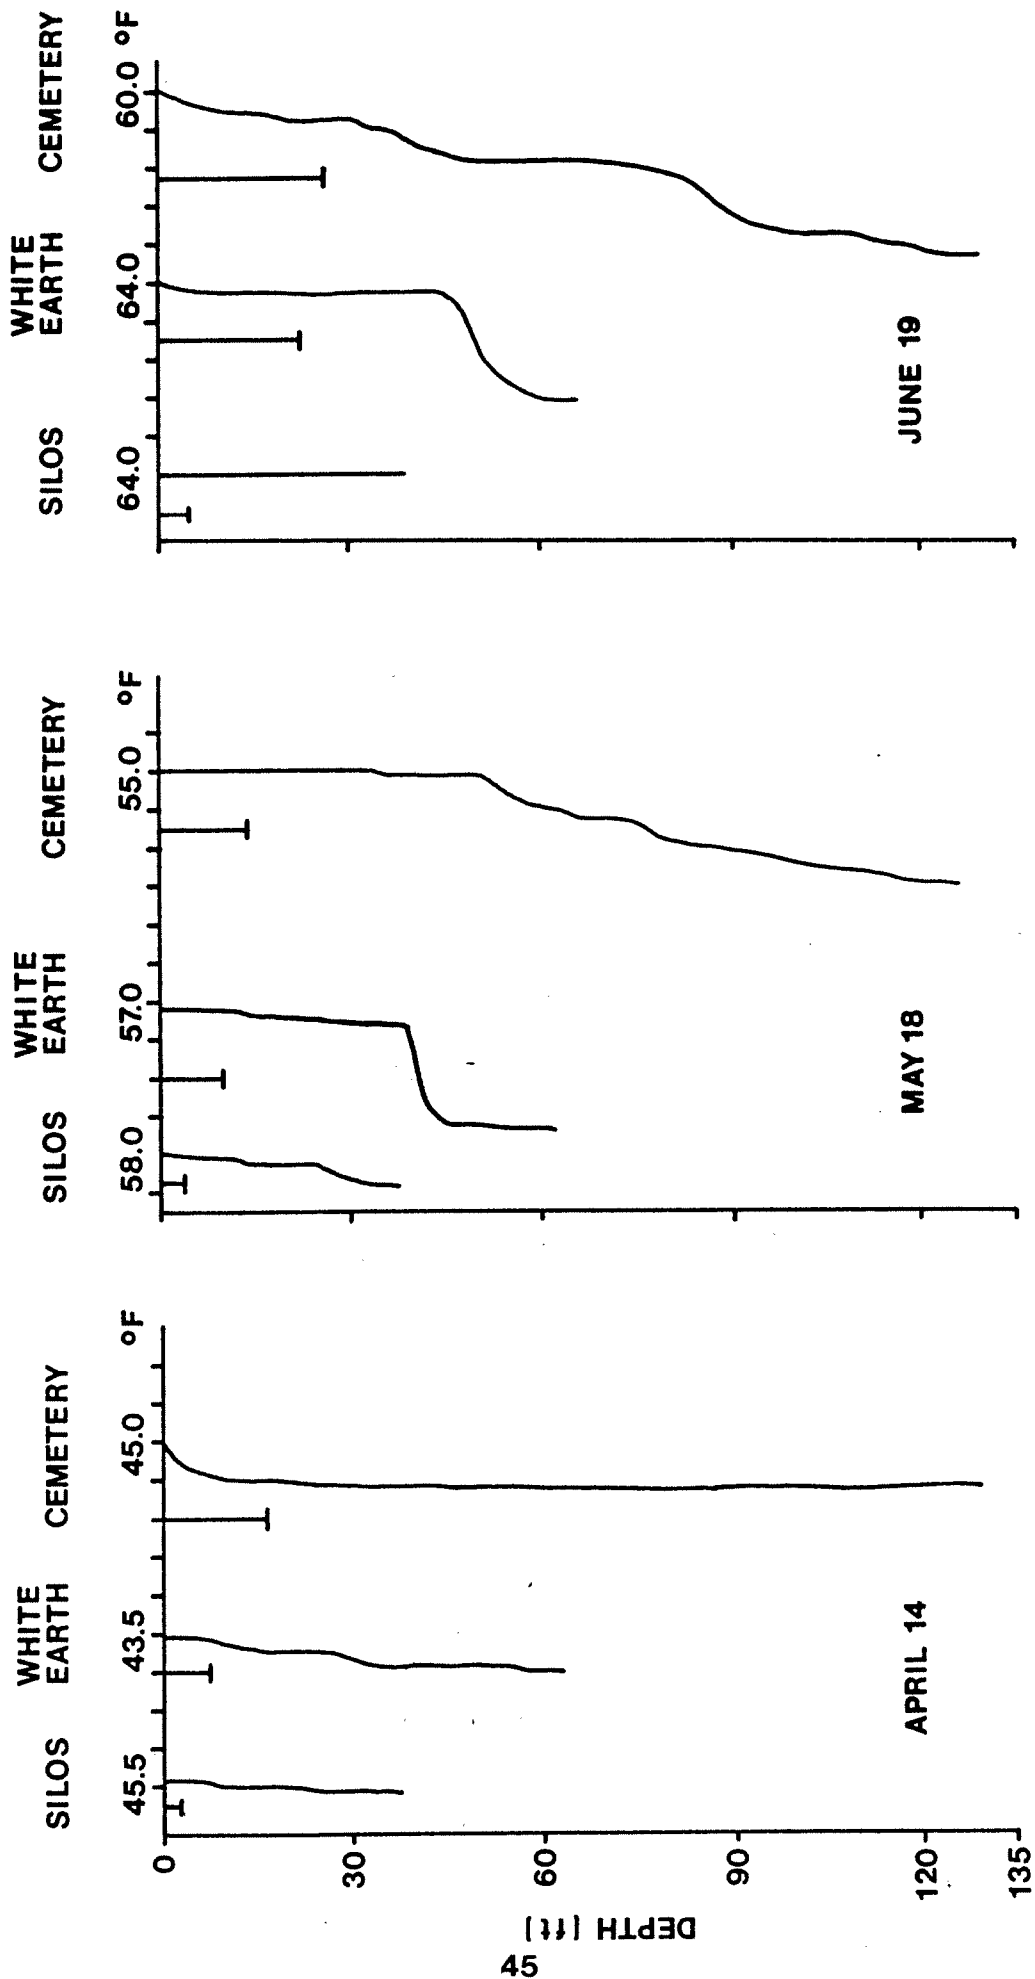 SILOS
WHITE
EARTH
CEMETERY
45.5
43.5
45.0
°F
0
30
60
90
120
135
DEPTH (ft)
APRIL 14
SILOS
WHITE
EARTH
CEMETERY
58.0
57.0
55.0
°F
MAY 18
SILOS
WHITE
EARTH
CEMETERY
64.0
64.0
60.0
°F
JUNE 19
45